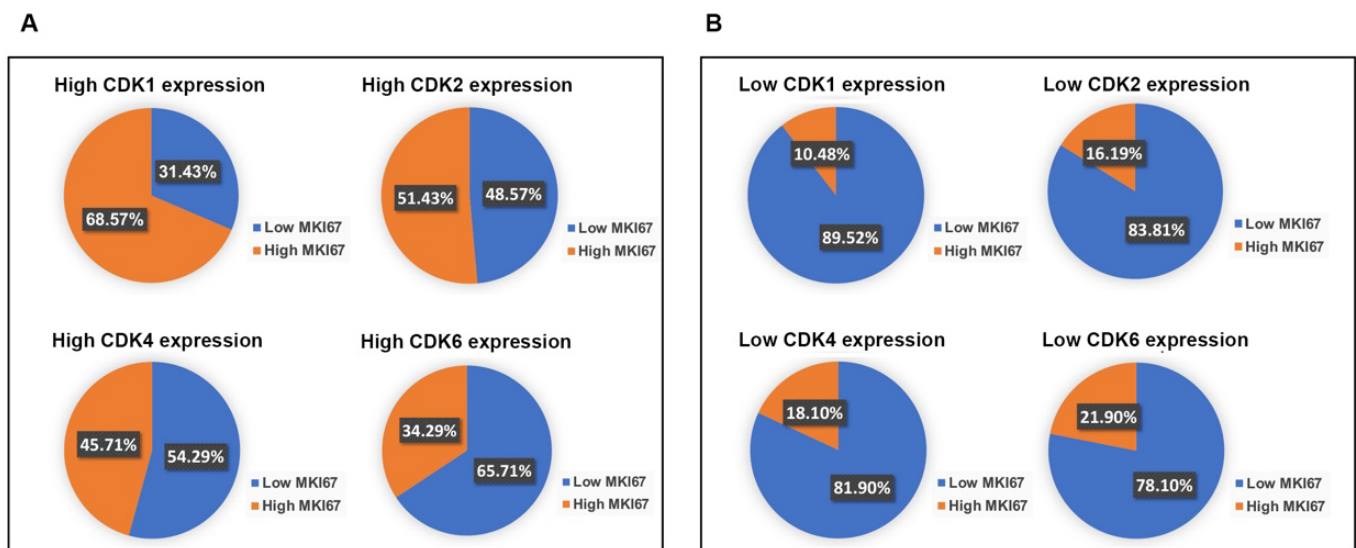 A
High CDK1 expression
31.43%
68.57%
Low MKI67
High MKI67
High CDK2 expression
51.43%
48.57%
Low MKI67
High MKI67
High CDK4 expression
45.71%
54.29%
Low MKI67
High MKI67
High CDK6 expression
34.29%
65.71%
Low MKI67
High MKI67
B
Low CDK1 expression
10.48%
89.52%
Low MKI67
High MKI67
Low CDK2 expression
16.19%
83.81%
Low MKI67
High MKI67
Low CDK4 expression
18.10%
81.90%
Low MKI67
High MKI67
Low CDK6 expression
21.90%
78.10%
Low MKI67
High MKI67